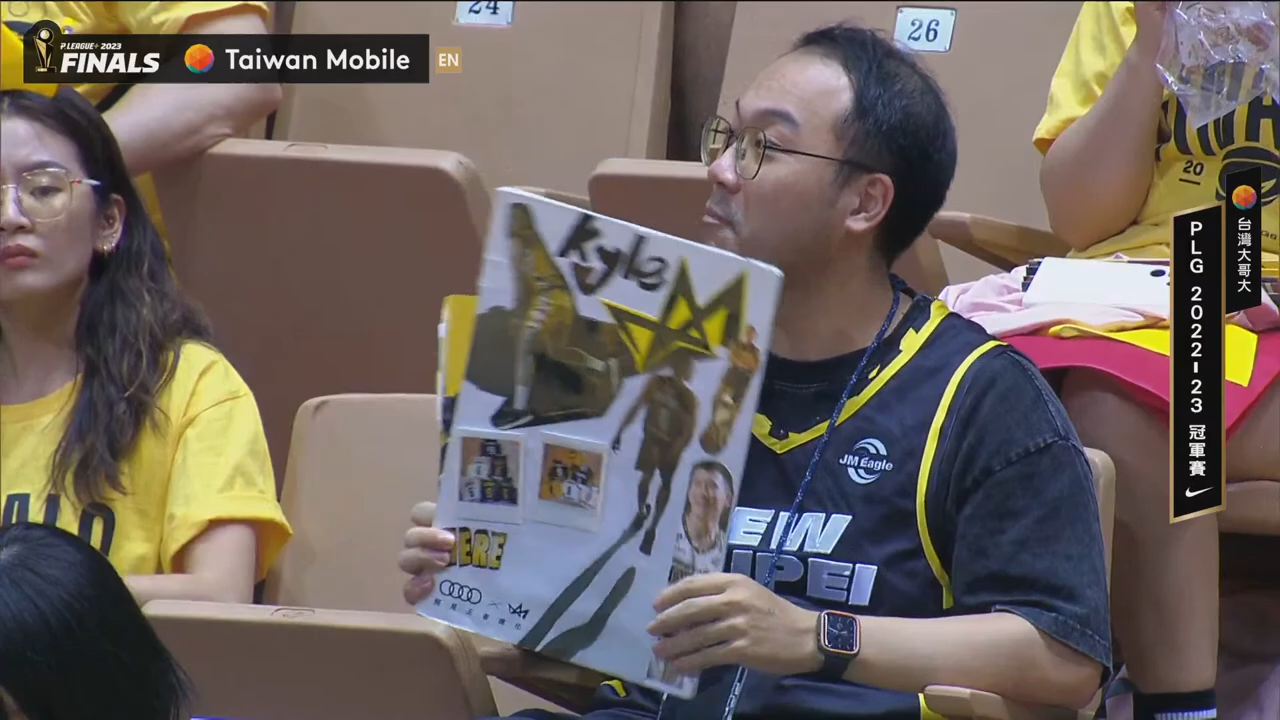 24
26
P. LEAGUE+ 2023
FINALS
Taiwan Mobile
EN
Kyle
JM Eagle
EW
IPEI
ERE
20
台灣大哥大
PLG 2022-23 冠軍賽